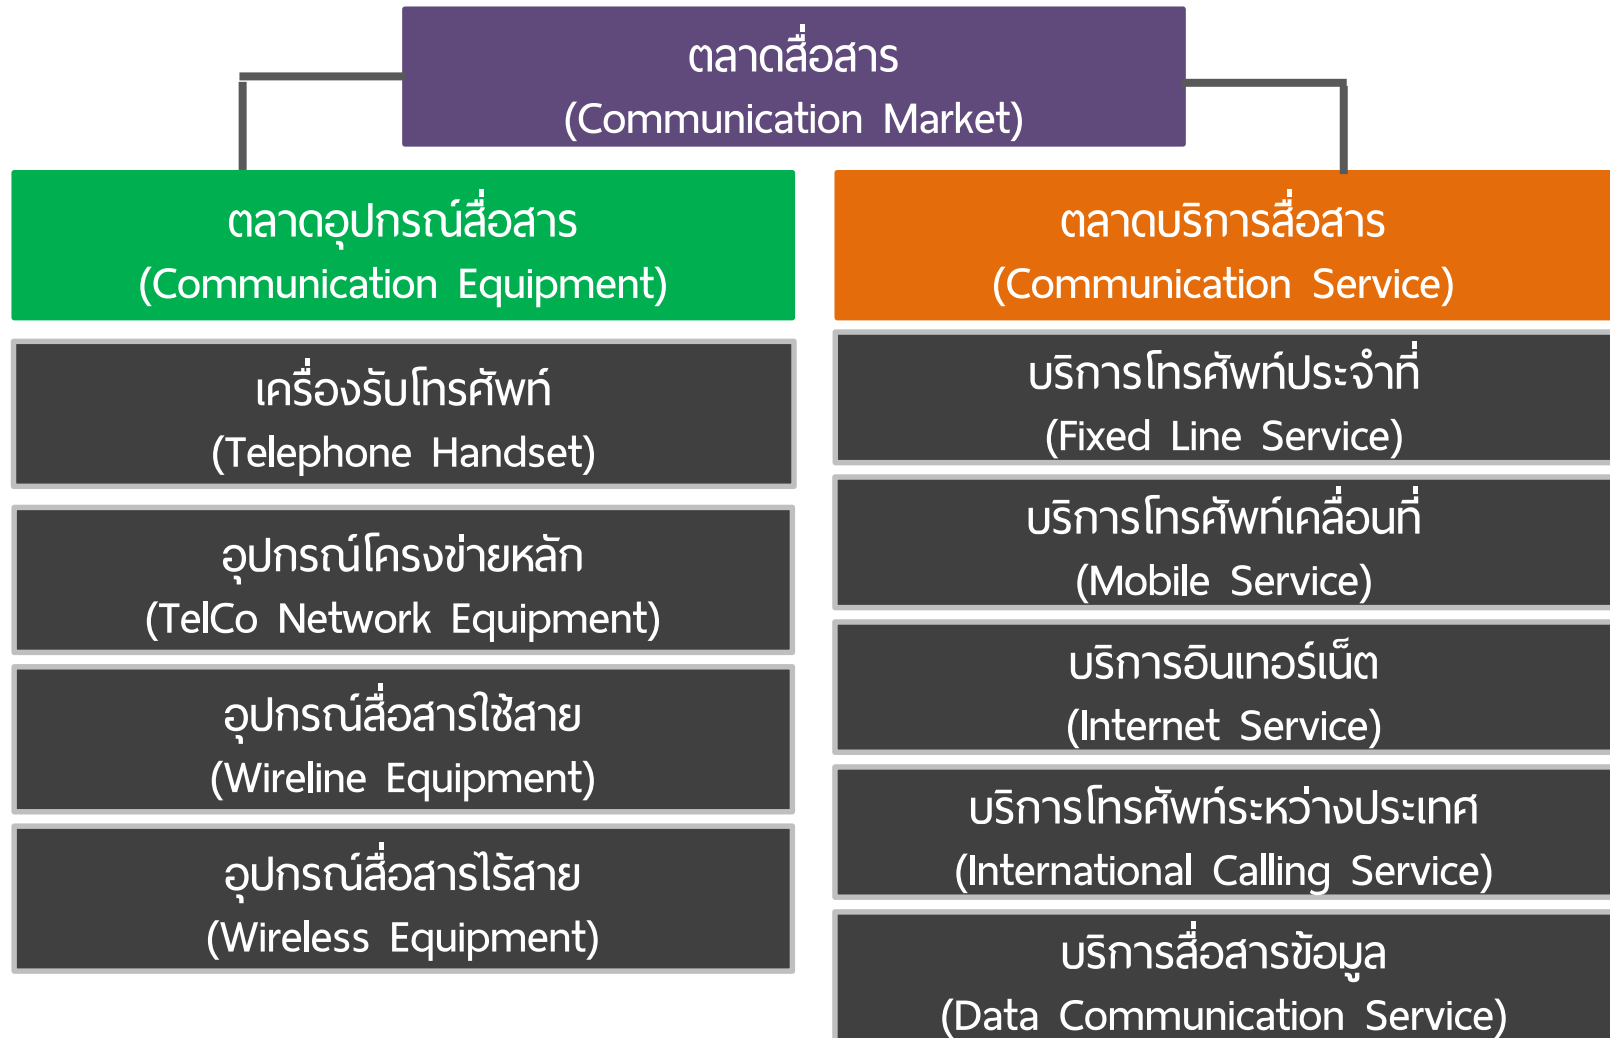 ตลาดสื่อสาร
(Communication Market)
ตลาดอุปกรณ์สื่อสาร
(Communication Equipment)
เครื่องรับโทรศัพท์
(Telephone Handset)
อุปกรณ์โครงข่ายหลัก
(TelCo Network Equipment)
อุปกรณ์สื่อสารใช้สาย
(Wireline Equipment)
อุปกรณ์สื่อสารไร้สาย
(Wireless Equipment)
ตลาดบริการสื่อสาร
(Communication Service)
บริการโทรศัพท์ประจำที่
(Fixed Line Service)
บริการโทรศัพท์เคลื่อนที่
(Mobile Service)
บริการอินเทอร์เน็ต
(Internet Service)
บริการโทรศัพท์ระหว่างประเทศ
(International Calling Service)
บริการสื่อสารข้อมูล
(Data Communication Service)